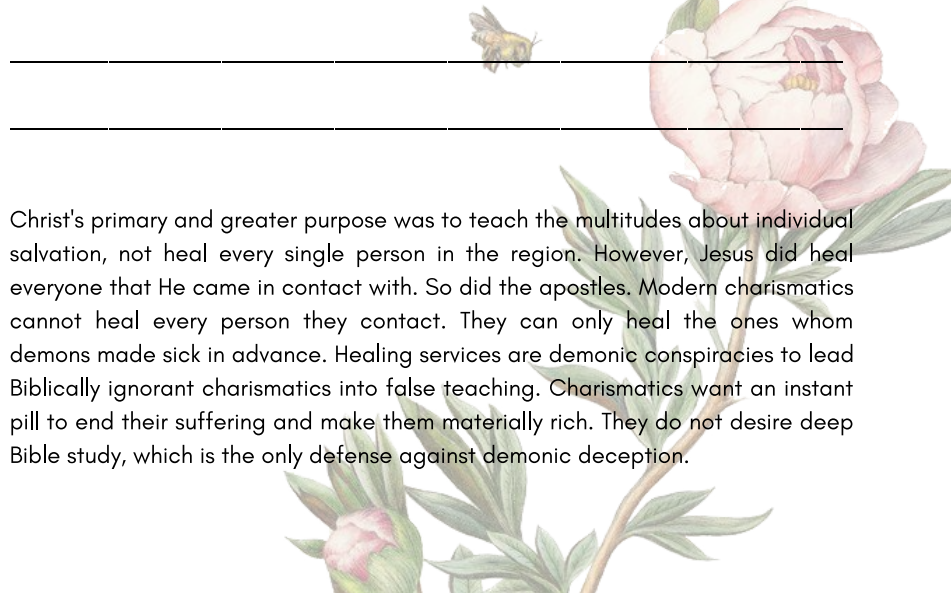 Christ's primary and greater purpose was to teach the multitudes about individual
salvation, not heal every single person in the region. However, Jesus did heal
everyone that He came in contact with. So did the apostles. Modern charismatics
cannot heal every person they contact. They can only heal the ones whom
demons made sick in advance. Healing services are demonic conspiracies to lead
Biblically ignorant charismatics into false teaching. Charismatics want an instant
pill to end their suffering and make them materially rich. They do not desire deep
Bible study, which is the only defense against demonic deception.